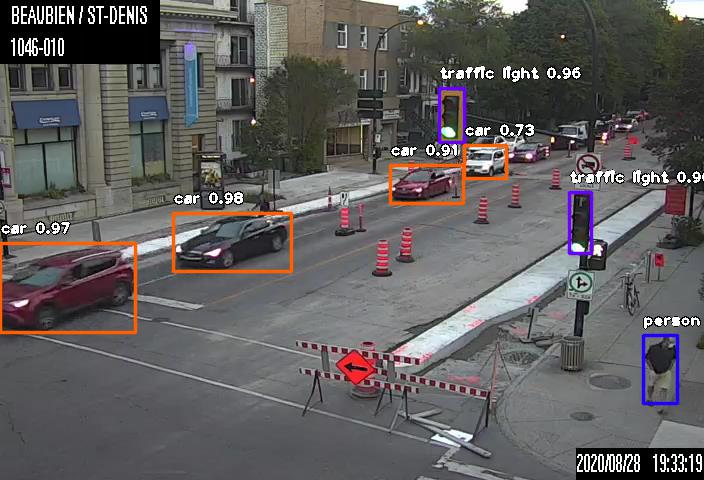 BEAUBIEN / ST-DENIS
1046-010
traffic light 0.96
car 0.73
car 0.91
traffic light 0.9
car 0.98
car 0.97
person
2020/08/28 19:33:19